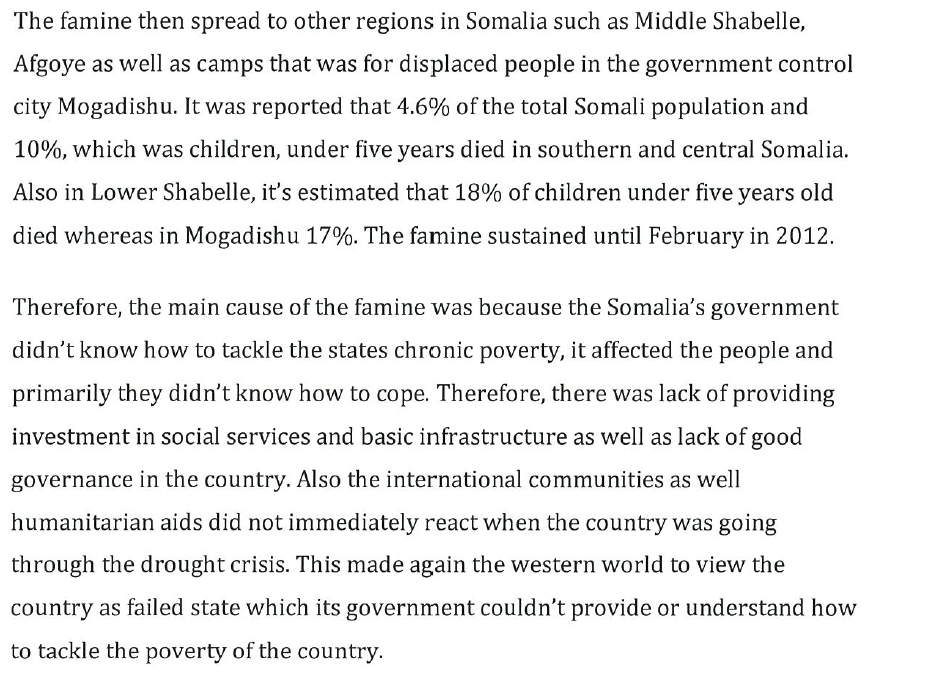 The famine then spread to other regions in Somalia such as Middle Shabelle,
Afgoye as well as camps that was for displaced people in the government control
city Mogadishu. It was reported that 4.6% of the total Somali population and
10%, which was children, under five years died in southern and central Somalia.
Also in Lower Shabelle, it's estimated that 18% of children under five years old
died whereas in Mogadishu 17%. The famine sustained until February in 2012.
Therefore, the main cause of the famine was because the Somalia's government
didn't know how to tackle the states chronic poverty, it affected the people and
primarily they didn't know how to cope. Therefore, there was lack of providing
investment in social services and basic infrastructure as well as lack of good
governance in the country. Also the international communities as well
humanitarian aids did not immediately react when the country was going
through the drought crisis. This made again the western world to view the
country as failed state which its government couldn't provide or understand how
to tackle the poverty of the country.